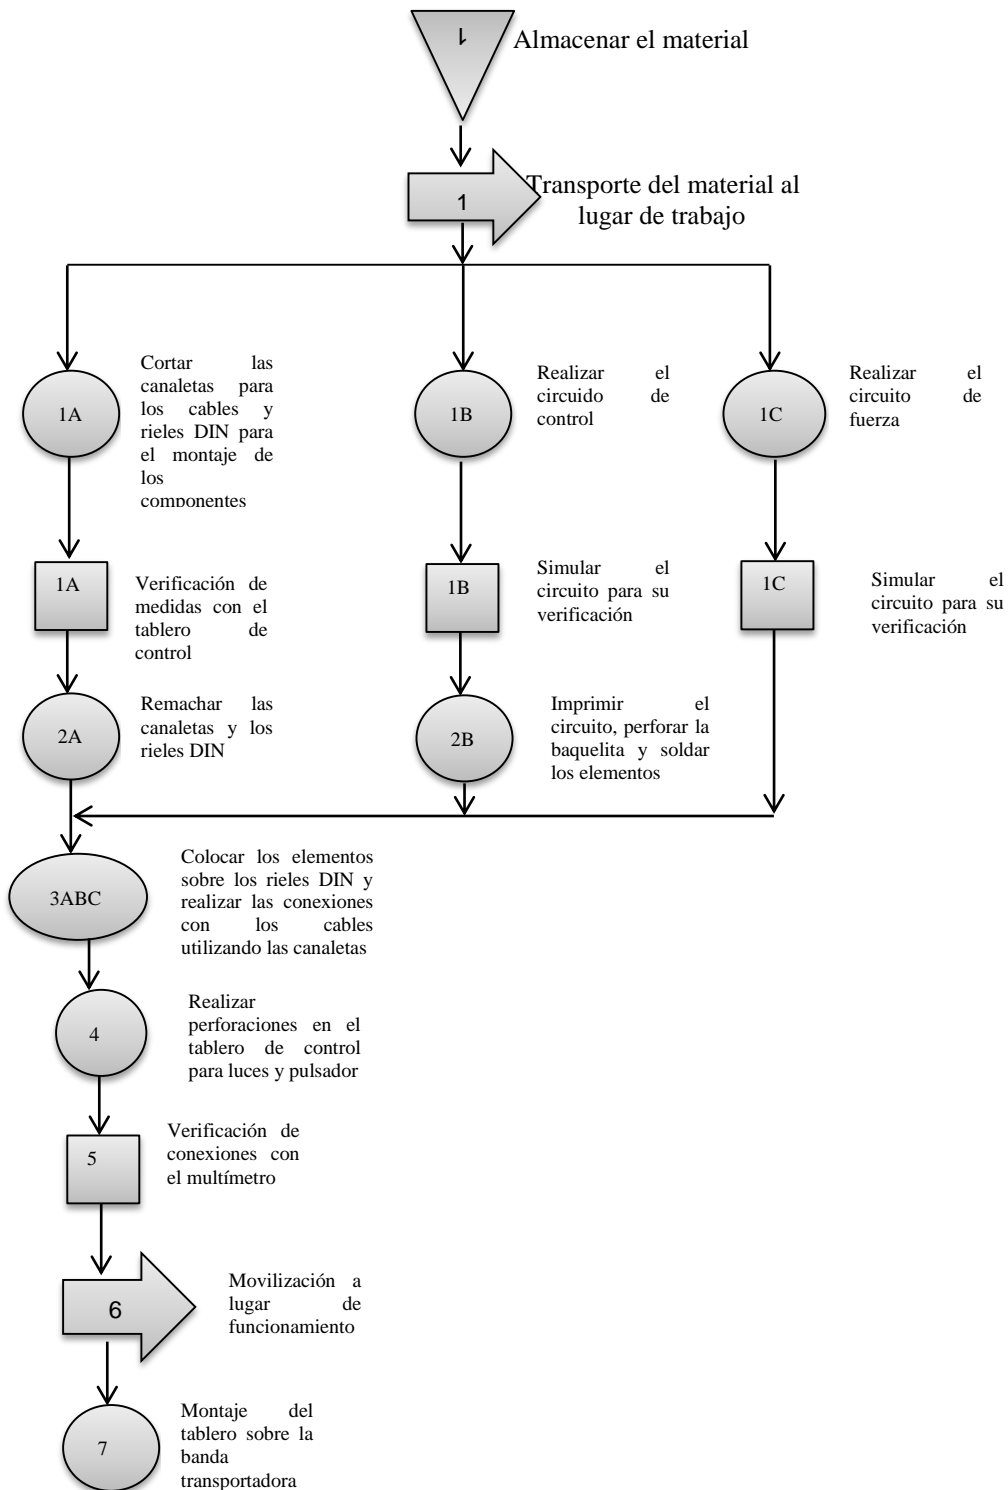 1
Almacenar el material
Transporte del material al
1
lugar de trabajo
Cortar las
canaletas para
los cables y
rieles DIN para
el montaje de
los
componentes
1A
Realizar el
circuido de
control
1B
Realizar el
circuito de
fuerza
1C
1A
Verificación de
medidas con el
tablero de
control
1B
Simular el
circuito para su
verificación
1C
Simular el
circuito para su
verificación
2A
Remachar las
canaletas y los
rieles DIN
2B
Imprimir el
circuito, perforar la
baquelita y soldar
los elementos
3ABC
Colocar los elementos
sobre los rieles DIN y
realizar las conexiones
con los cables
utilizando las canaletas
4
Realizar
perforaciones en el
tablero de control
para luces y pulsador
5
Verificación de
conexiones con
el multímetro
6
Movilización a
lugar de
funcionamiento
7
Montaje del
tablero sobre la
banda
transportadora